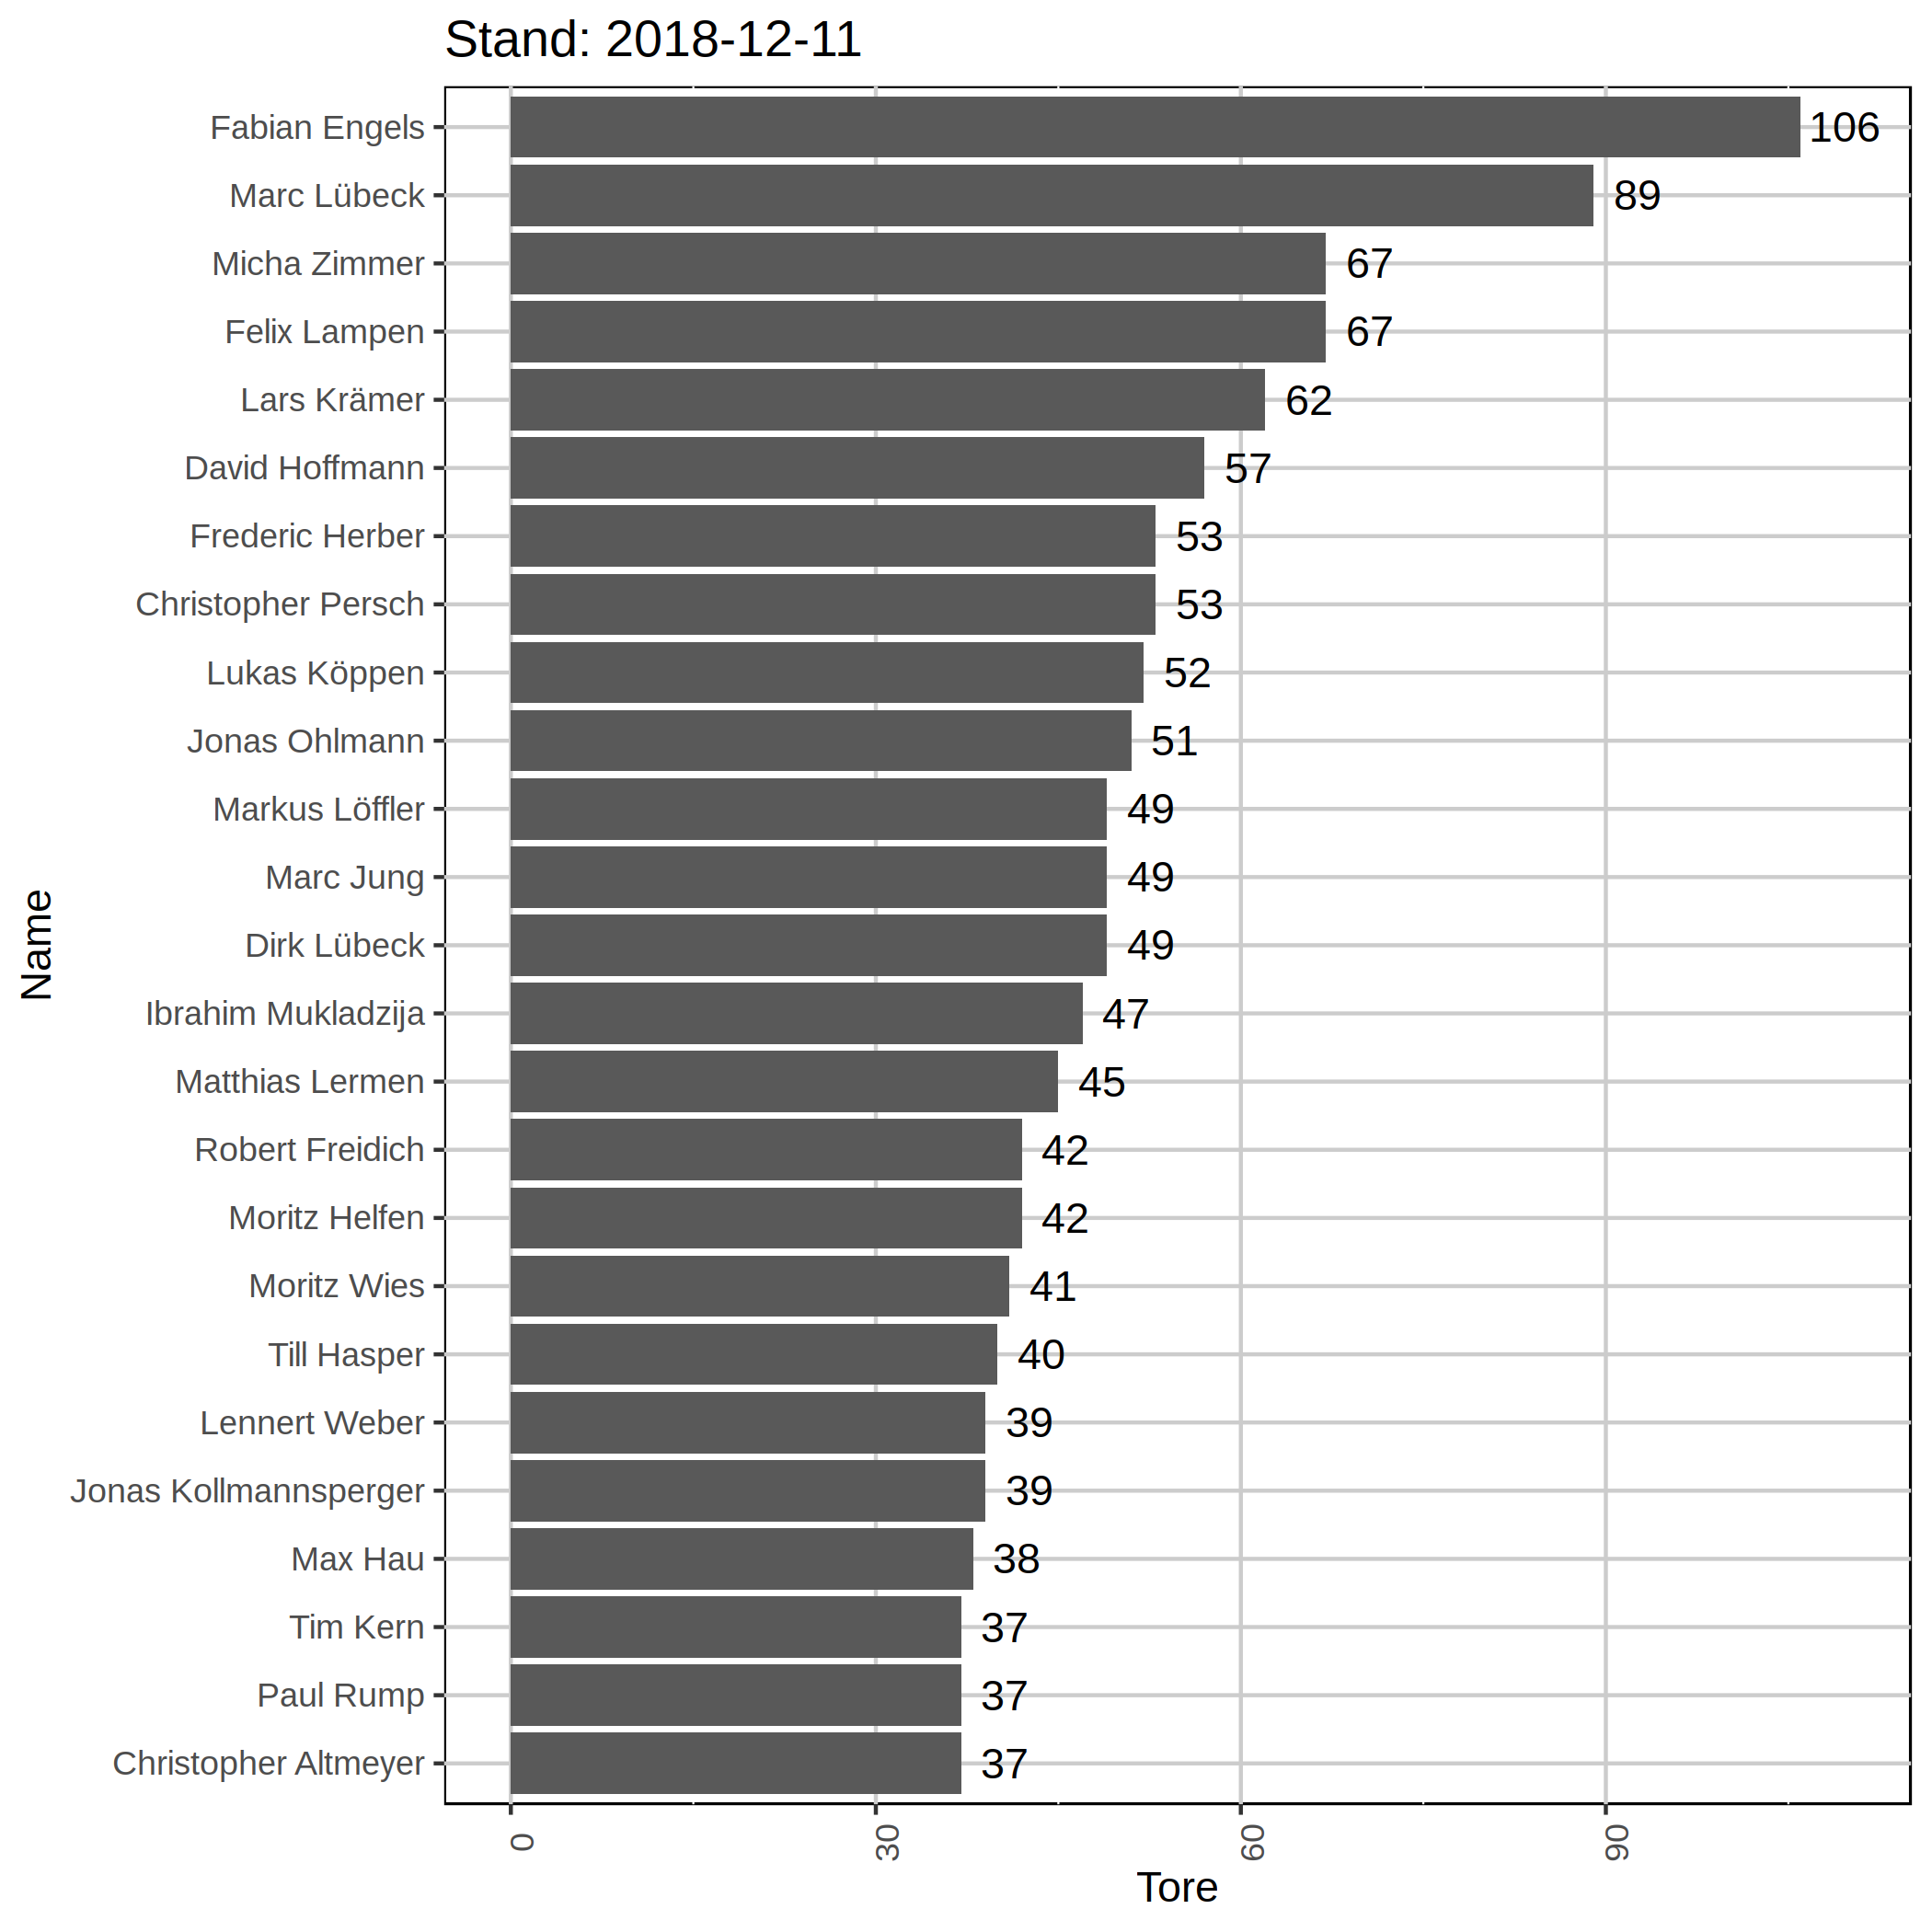 Stand: 2018-12-11
Fabian Engels 106
Marc Lübeck 89
Micha Zimmer 67
Felix Lampen 67
Lars Krämer 62
David Hoffmann 57
Frederic Herber 53
Christopher Persch 53
Lukas Köppen 52
Jonas Ohlmann 51
Markus Löffler 49
Marc Jung 49
Dirk Lübeck 49
Ibrahim Mukladzija 47
Matthias Lermen 45
Robert Freidich 42
Moritz Helfen 42
Moritz Wies 41
Till Hasper 40
Lennert Weber 39
Jonas Kollmannsperger 39
Max Hau 38
Tim Kern 37
Paul Rump 37
Christopher Altmeyer 37
Name
0 30 60 90
Tore